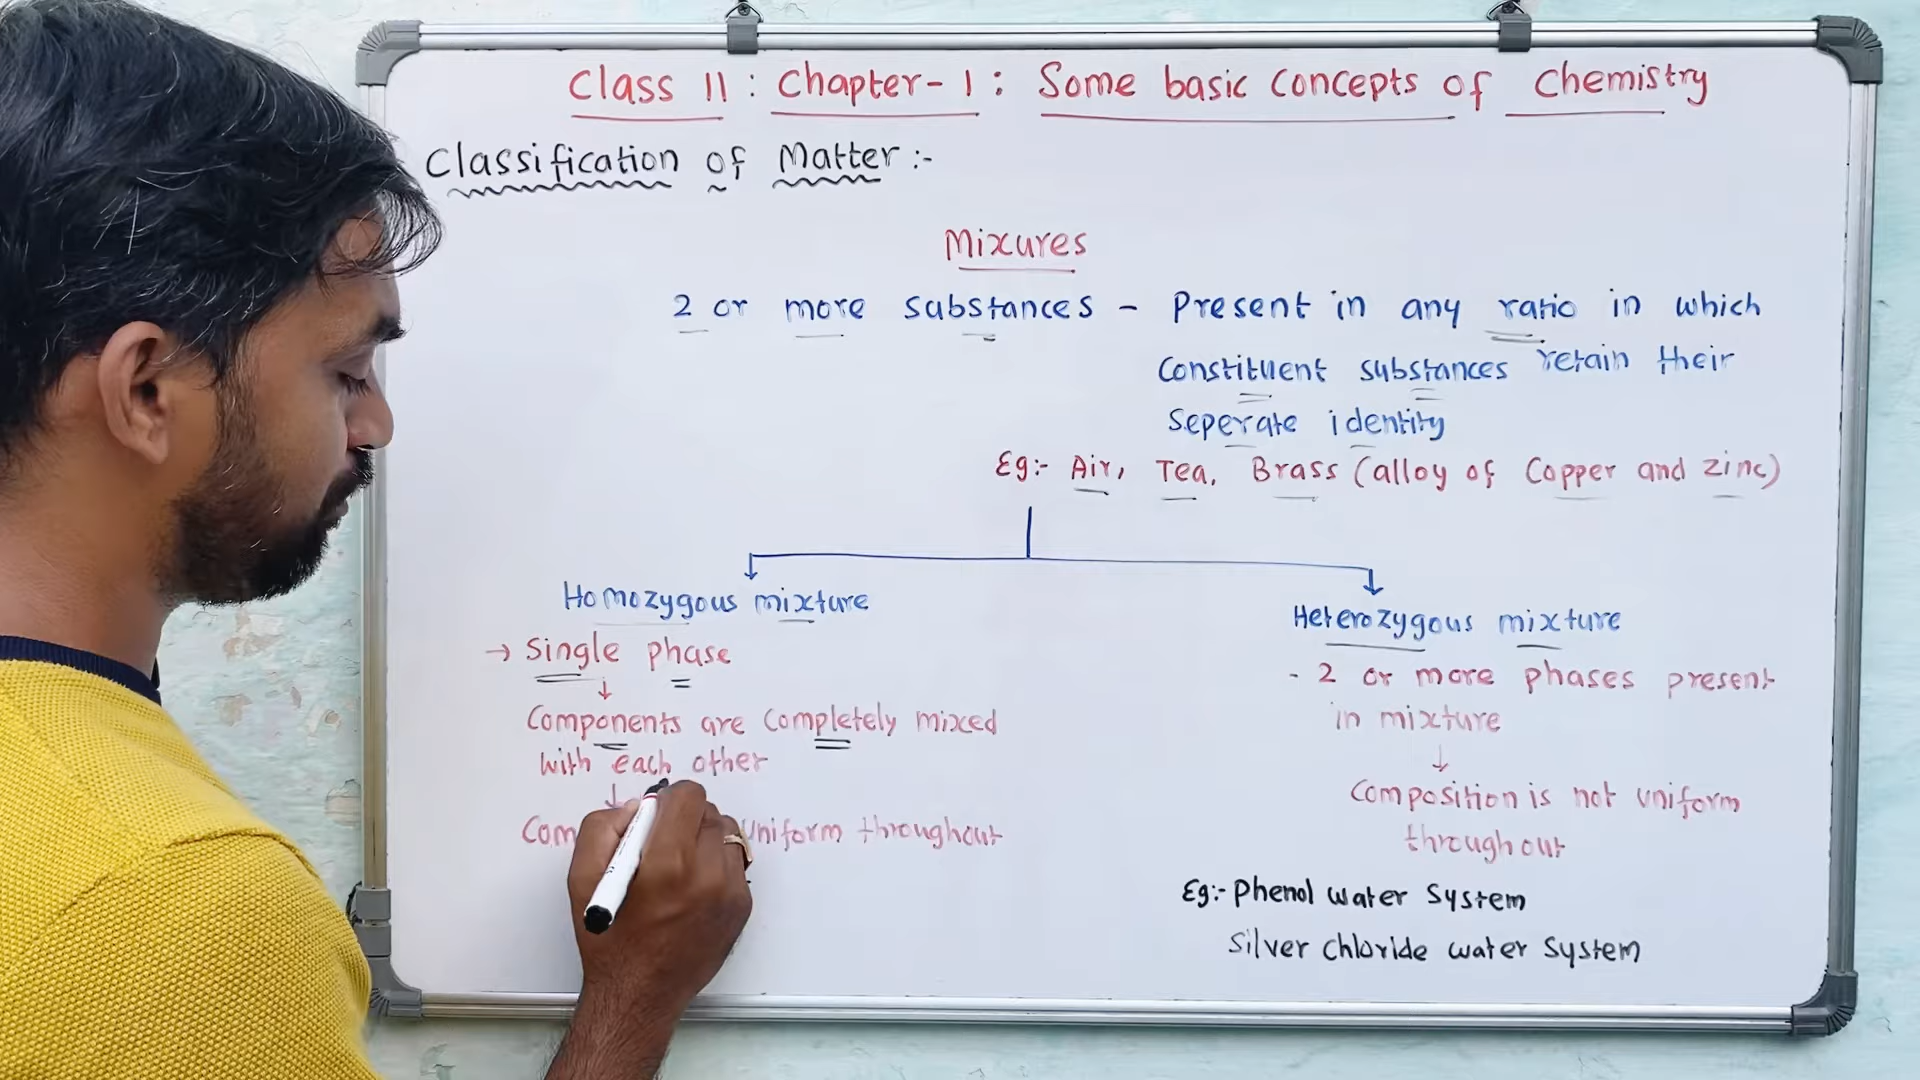 Class 11 : Chapter- 1 : Some basic concepts of Chemistry
Classification of Matter :-
Mixures
2 or more substances - Present in any ratio in which
Constituent substances retain their
Seperate identity
Eg:- Air, Tea, Brass (alloy of Copper and zinc)
Homozygous mixture
→ Single phase
↓
Components are completely mixed
with each other
↓
uniform throughout
Heterozygous mixture
- 2 or more phases present
in mixture
↓
Composition is not uniform
throughout
Eg:- Phenol water system
Silver chloride water system